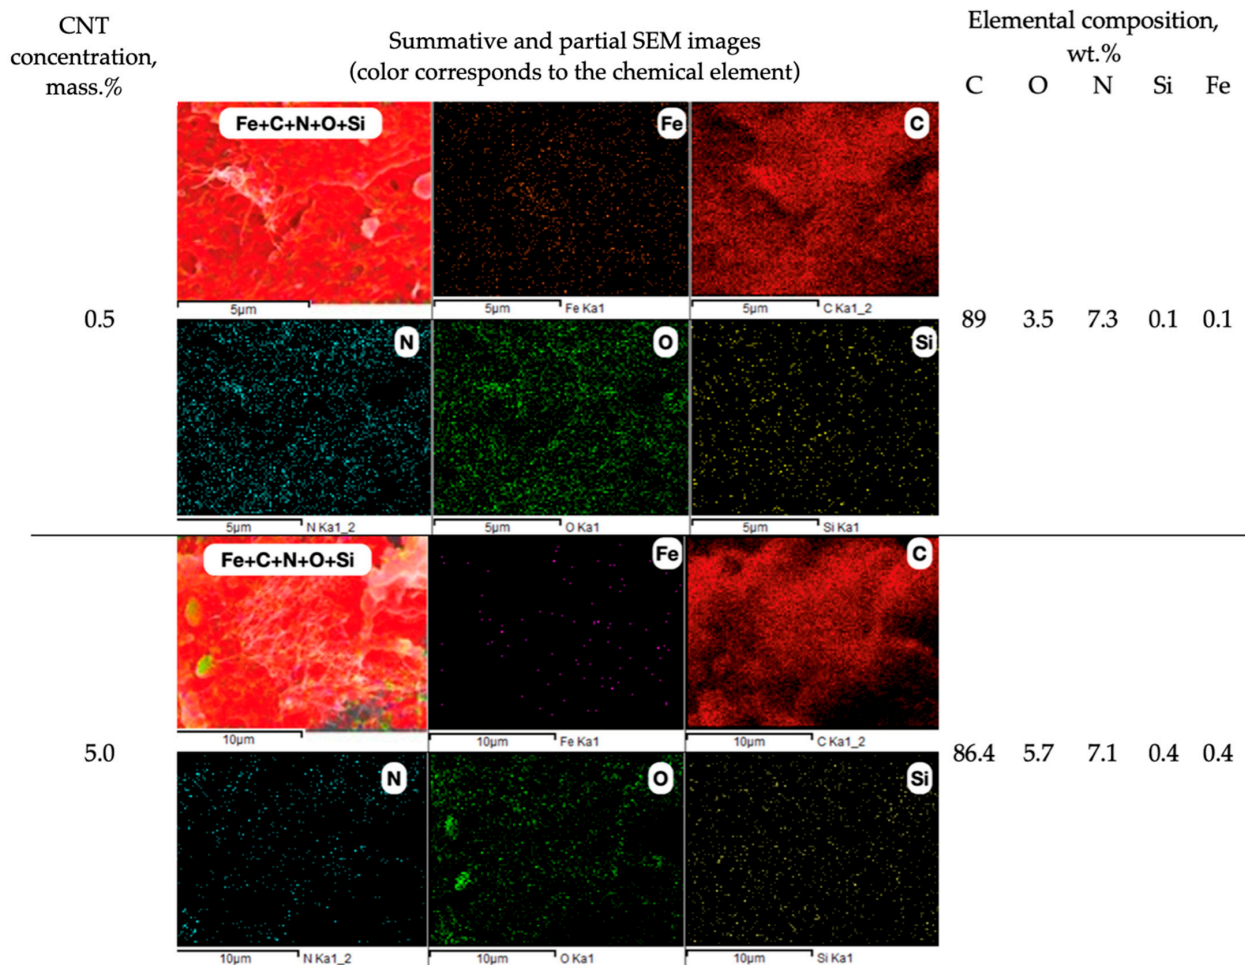 CNT
concentration,
mass.%
Summative and partial SEM images
(color corresponds to the chemical element)
Elemental composition,
wt.%
C O N Si Fe
Fe+C+N+O+Si
Fe
C
5µm
5µm Fe Ka1
5µm C Ka1_2
0.5
89 3.5 7.3 0.1 0.1
N
O
Si
5µm N Ka1_2
5µm O Ka1
5µm Si Ka1
Fe+C+N+O+Si
Fe
C
10µm
10µm Fe Ka1
10µm C Ka1_2
5.0
86.4 5.7 7.1 0.4 0.4
N
O
Si
10µm N Ka1_2
10µm O Ka1
10µm Si Ka1